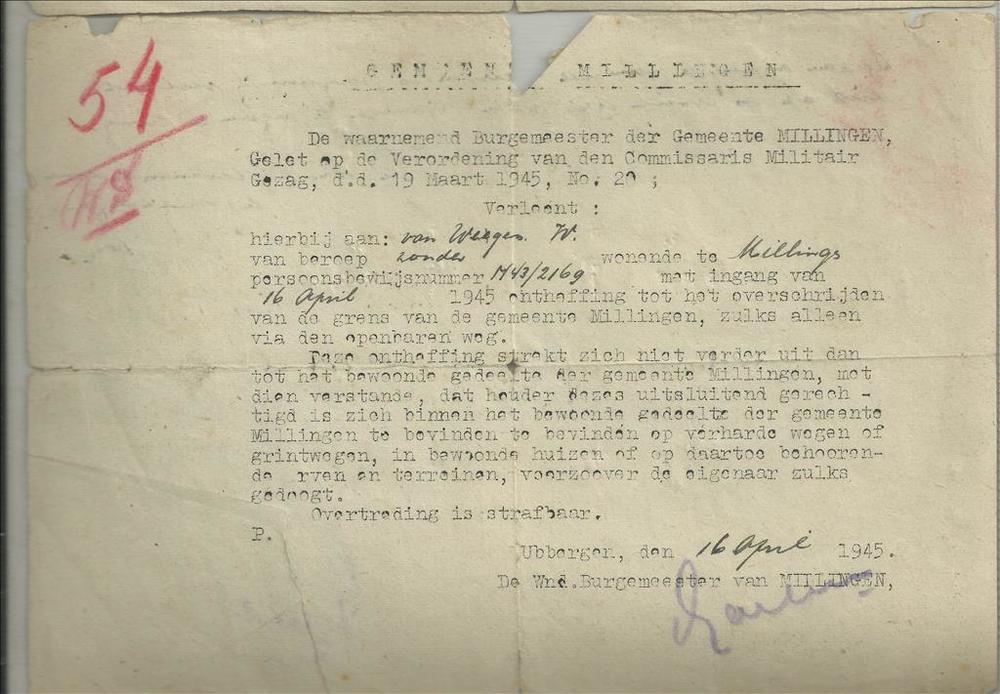 54
GEMEE MILLINGEN
De waarnemend Burgemeester der Gemeente MILLINGEN,
Gelet op de Verordening van den Commissaris Militair
Gezag, d.d. 19 Maart 1945, No. 20 ;
Verleent :
hierbij aan: van Weegen. W.
van beroep zonder wonende te Millingen
persoonsbewijsnummer M43/2169 met ingang van
16 April 1945 ontheffing tot het overschrijden
van de grens van de gemeente Millingen, zulks alleen
via den openbaren weg.
Deze ontheffing strekt zich niet verder uit dan
tot het bewoonde gedeelte der gemeente Millingen, met
dien verstande, dat houder dezes uitsluitend gerech -
tigd is zich binnen het bewoonde gedeelte der gemeente
Millingen te bevinden te bevinden op verharde wegen of
grintwegen, in bewoonde huizen of op daartoe behooren-
de rven en terreinen, voorzoover de eigenaar zulks
gedoogt.
Overtreding is strafbaar.
P.
Ubbergen, den 16 April 1945.
De Wnd.Burgemeester van MILLINGEN,